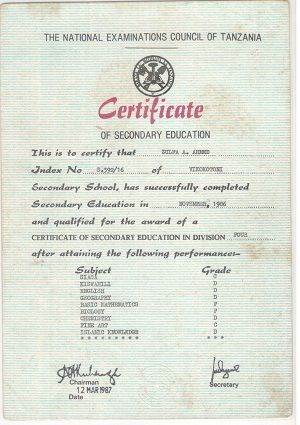 THE NATIONAL EXAMINATIONS COUNCIL OF TANZANIA
Certificate
OF SECONDARY EDUCATION
This is to certify that ZULFA A. AHMED
Index No S.392/16 of VIKOKOTONI
Secondary School, has successfully completed
Secondary Education in NOVEMBER, 1986
and qualified for the award of a
CERTIFICATE OF SECONDARY EDUCATION IN DIVISION FOUR
after attaining the following performances:-
Subject Grade
SIASA C
KISWAHILI D
ENGLISH D
GEOGRAPHY D
BASIC MATHEMATICS F
BIOLOGY F
CHEMISTRY D
FINE ART C
ISLAMIC KNOWLEDGE D
********* ***
Chairman Secretary
12 MAR 1987
Date